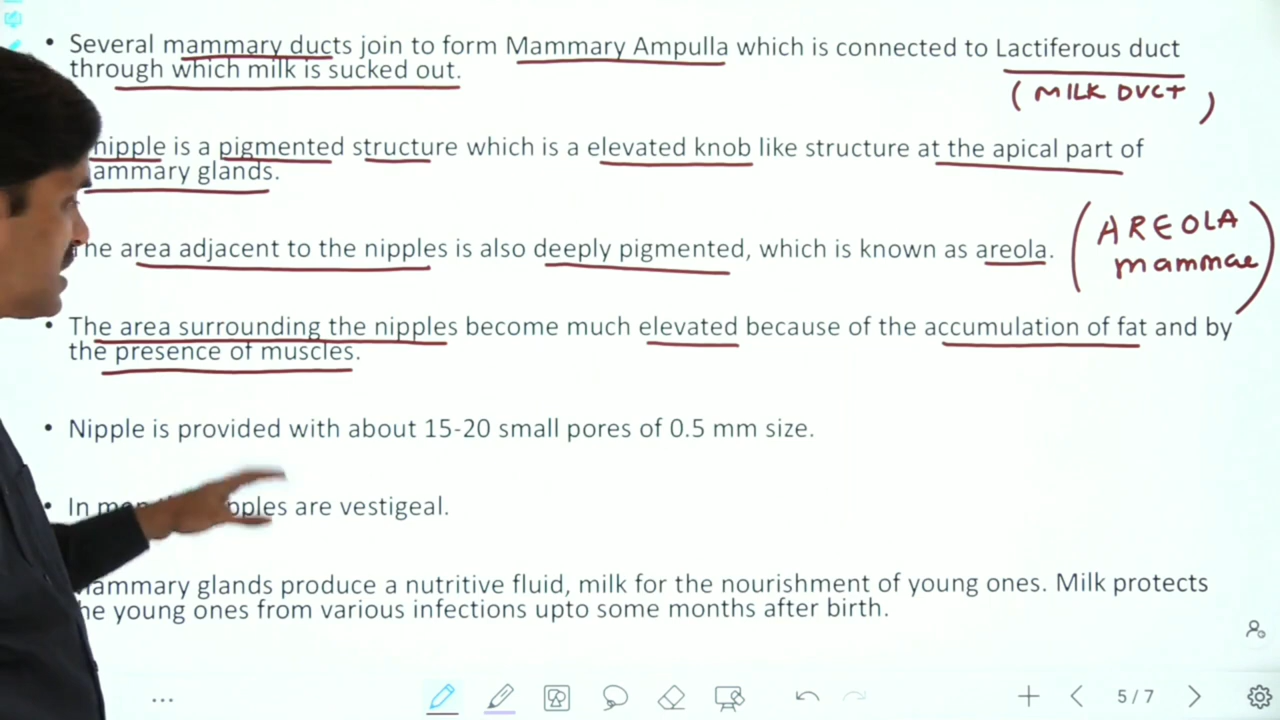 • Several mammary ducts join to form Mammary Ampulla which is connected to Lactiferous duct
through which milk is sucked out.
( MILK DUCT )
nipple is a pigmented structure which is a elevated knob like structure at the apical part of
ammary glands.
he area adjacent to the nipples is also deeply pigmented, which is known as areola.
( AREOLA
mammae )
• The area surrounding the nipples become much elevated because of the accumulation of fat and by
the presence of muscles.
• Nipple is provided with about 15-20 small pores of 0.5 mm size.
• In pples are vestigeal.
ammary glands produce a nutritive fluid, milk for the nourishment of young ones. Milk protects
he young ones from various infections upto some months after birth.
... 5/7